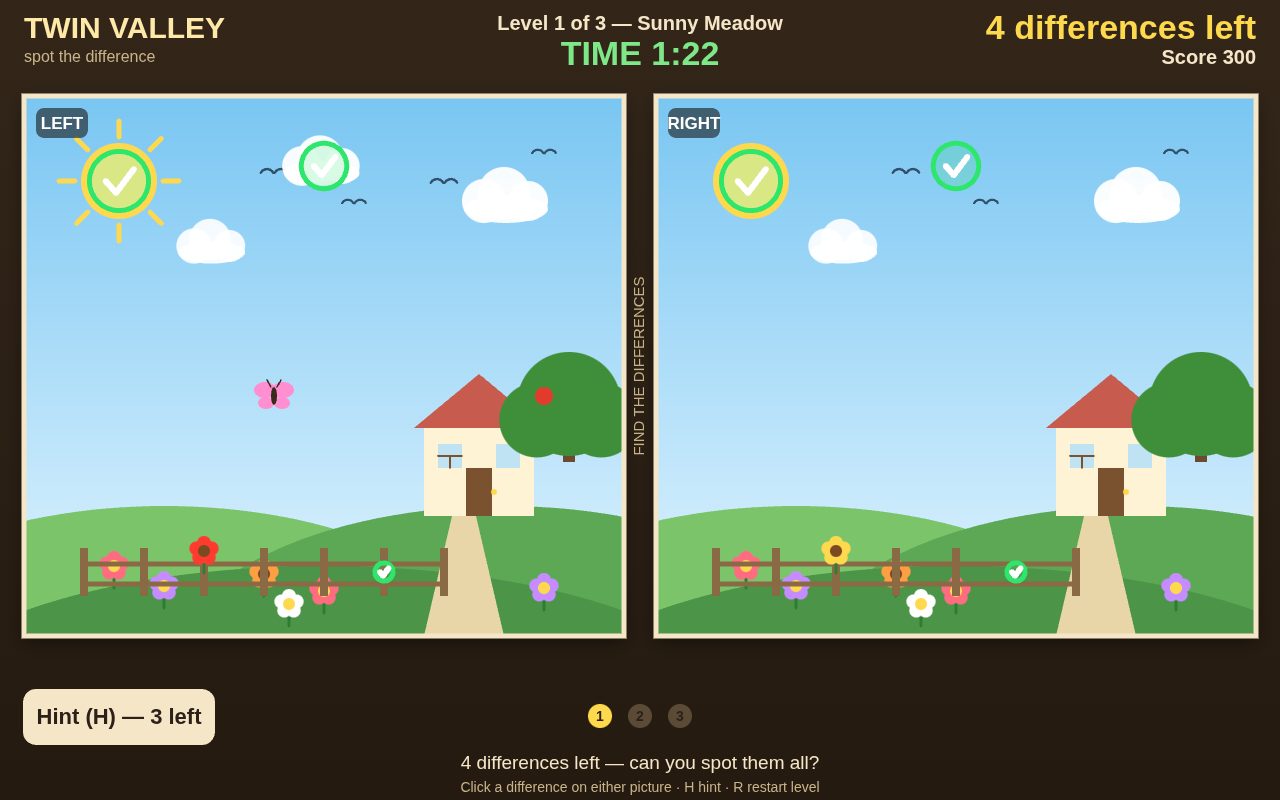 TWIN VALLEY
spot the difference
Level 1 of 3 — Sunny Meadow
TIME 1:22
4 differences left
Score 300
LEFT
RIGHT
FIND THE DIFFERENCES
Hint (H) — 3 left
1 2 3
4 differences left — can you spot them all?
Click a difference on either picture · H hint · R restart level